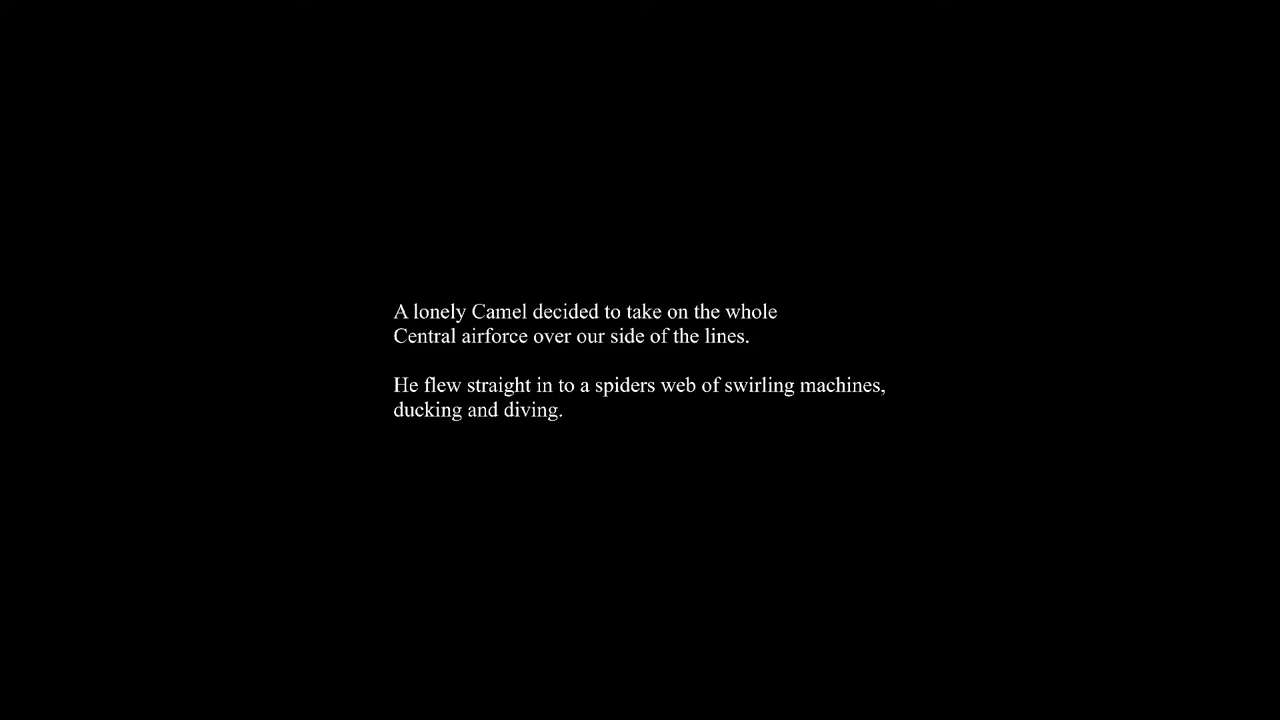 A lonely Camel decided to take on the whole
Central airforce over our side of the lines.
He flew straight in to a spiders web of swirling machines,
ducking and diving.